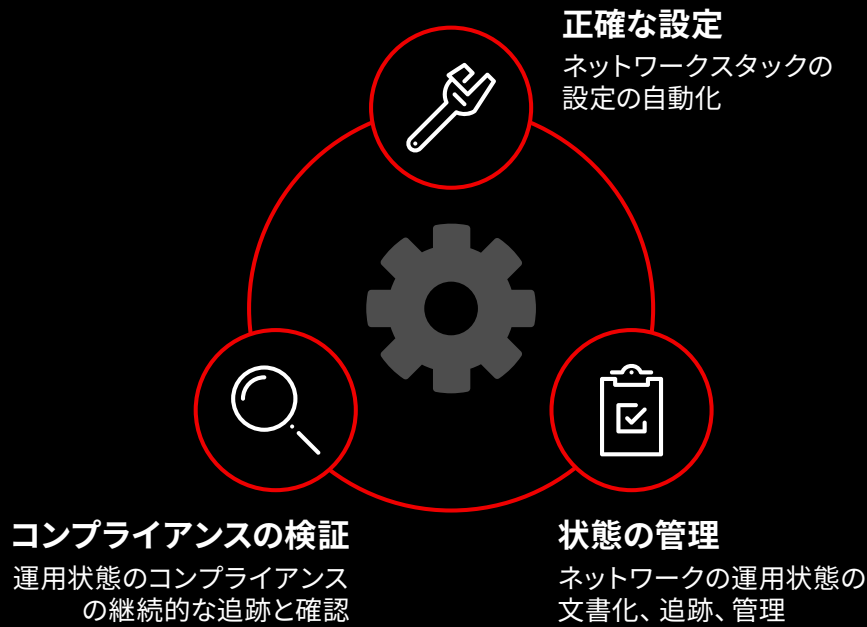 正確な設定
ネットワークスタックの
設定の自動化
コンプライアンスの検証
運用状態のコンプライアンス
の継続的な追跡と確認
状態の管理
ネットワークの運用状態の
文書化、追跡、管理